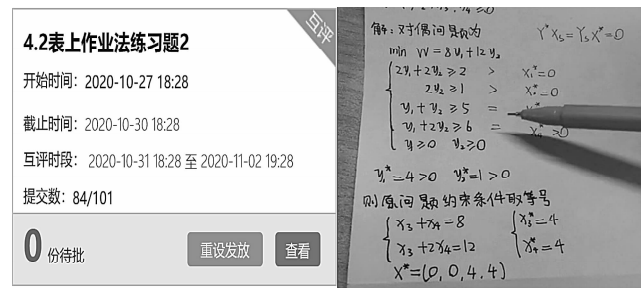 互评
4.2表上作业法练习题2
开始时间：2020-10-27 18:28
截止时间：2020-10-30 18:28
互评时段：2020-10-31 18:28 至 2020-11-02 19:28
提交数：84/101
0 份待批
重设发放 查看
解：对偶问题为 Y*Xs=YsX*=0
min W=8y₁+12y₂
2y₁+2y₂≥2 > x₁*=0
2y₂≥1 > =0
y₁+y₂≥5 =
y₁+2y₂≥6 = x₄*>0
y≥0 y₂≥0
y₁*=4>0 y₂*=1>0
则原问题约束条件取等号
x₃+x₄=8 x₃*=4
x₃+2x₄=12 x₄*=4
X*=(0,0,4.4)